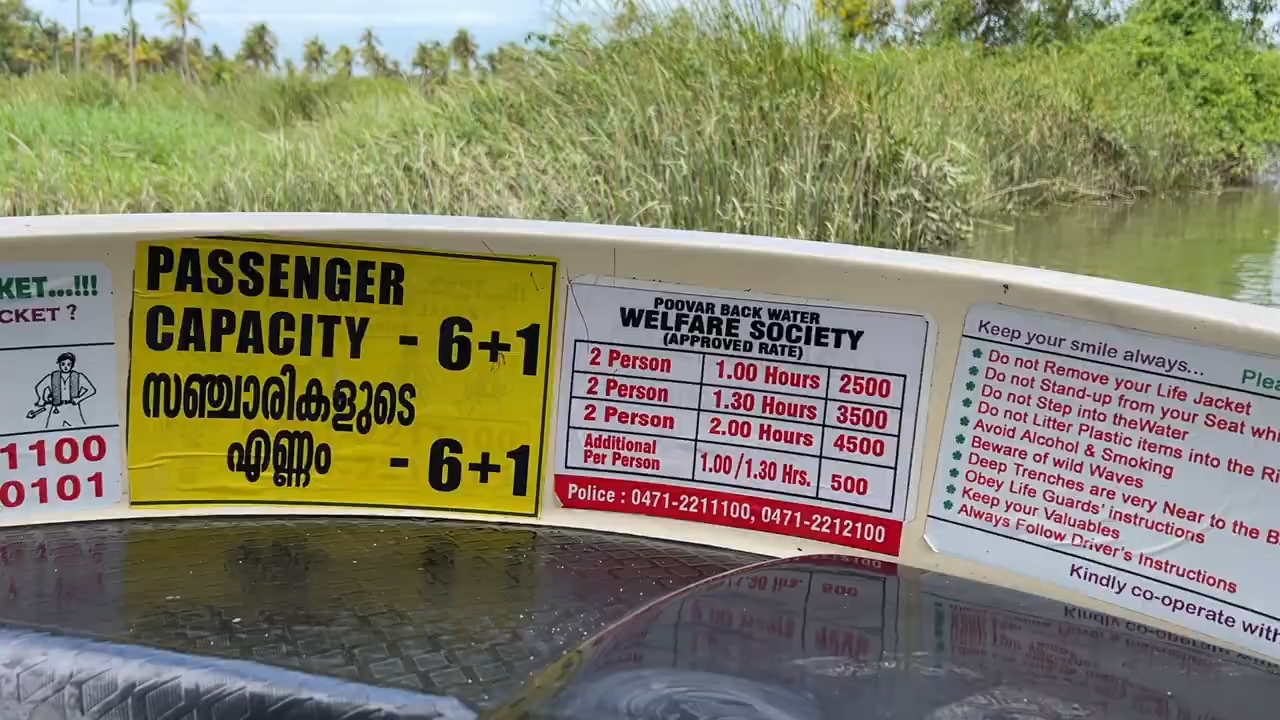 KET...!!!
CKET ?
1100
0101
PASSENGER
CAPACITY - 6+1
സഞ്ചാരികളുടെ
എണ്ണം - 6+1
POOVAR BACK WATER
WELFARE SOCIETY
(APPROVED RATE)
2 Person 1.00 Hours 2500
2 Person 1.30 Hours 3500
2 Person 2.00 Hours 4500
Additional
Per Person 1.00/1.30 Hrs. 500
Police : 0471-2211100, 0471-2212100
Keep your smile always... Plea
Do not Remove your Life Jacket
Do not Stand-up from your Seat whi
Do not Step into theWater
Do not Litter Plastic items into the Ri
Avoid Alcohol & Smoking
Beware of wild Waves
Deep Trenches are very Near to the B
Obey Life Guards' instructions
Keep your Valuables
Always Follow Driver's Instructions
Kindly co-operate with